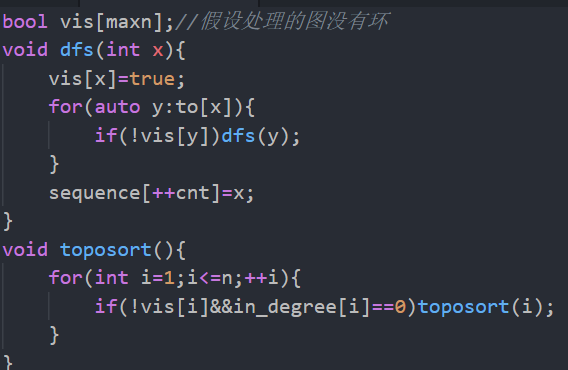 bool vis[maxn];//假设处理的图没有环
void dfs(int x){
    vis[x]=true;
    for(auto y:to[x]){
        if(!vis[y])dfs(y);
    }
    sequence[++cnt]=x;
}
void toposort(){
    for(int i=1;i<=n;++i){
        if(!vis[i]&&in_degree[i]==0)toposort(i);
    }
}